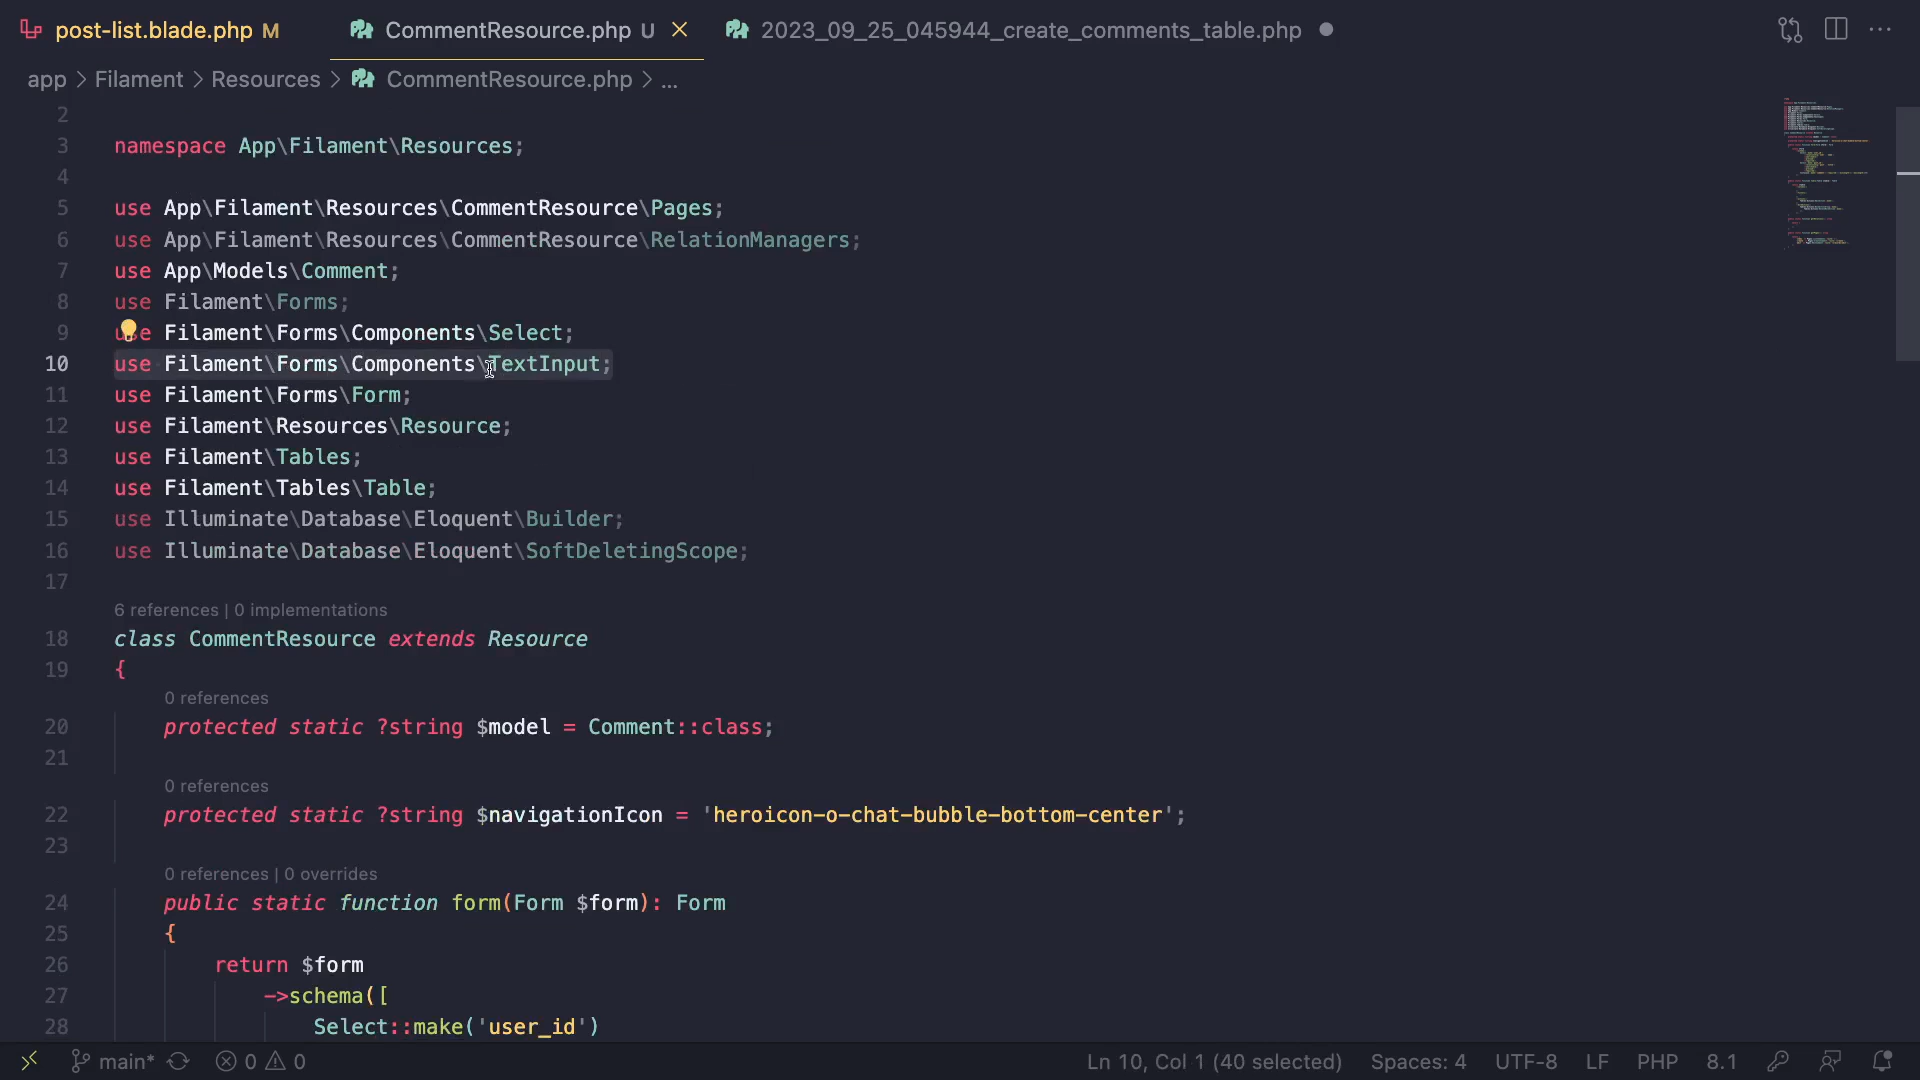 post-list.blade.php M
CommentResource.php U
2023_09_25_045944_create_comments_table.php
app > Filament > Resources > CommentResource.php > ...
2
3 namespace App\Filament\Resources;
4
5 use App\Filament\Resources\CommentResource\Pages;
6 use App\Filament\Resources\CommentResource\RelationManagers;
7 use App\Models\Comment;
8 use Filament\Forms;
9 use Filament\Forms\Components\Select;
10 use Filament\Forms\Components\TextInput;
11 use Filament\Forms\Form;
12 use Filament\Resources\Resource;
13 use Filament\Tables;
14 use Filament\Tables\Table;
15 use Illuminate\Database\Eloquent\Builder;
16 use Illuminate\Database\Eloquent\SoftDeletingScope;
17
6 references | 0 implementations
18 class CommentResource extends Resource
19 {
0 references
20 protected static ?string $model = Comment::class;
21
0 references
22 protected static ?string $navigationIcon = 'heroicon-o-chat-bubble-bottom-center';
23
0 references | 0 overrides
24 public static function form(Form $form): Form
25 {
26 return $form
27 ->schema([
28 Select::make('user_id')
main* 0 0 Ln 10, Col 1 (40 selected) Spaces: 4 UTF-8 LF PHP 8.1